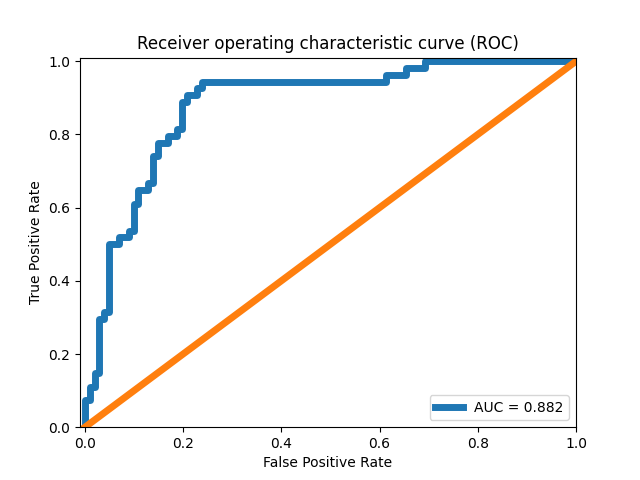 Receiver operating characteristic curve (ROC)
1.0
0.8
0.6
0.4
0.2
0.0
True Positive Rate
AUC = 0.882
0.0 0.2 0.4 0.6 0.8 1.0
False Positive Rate